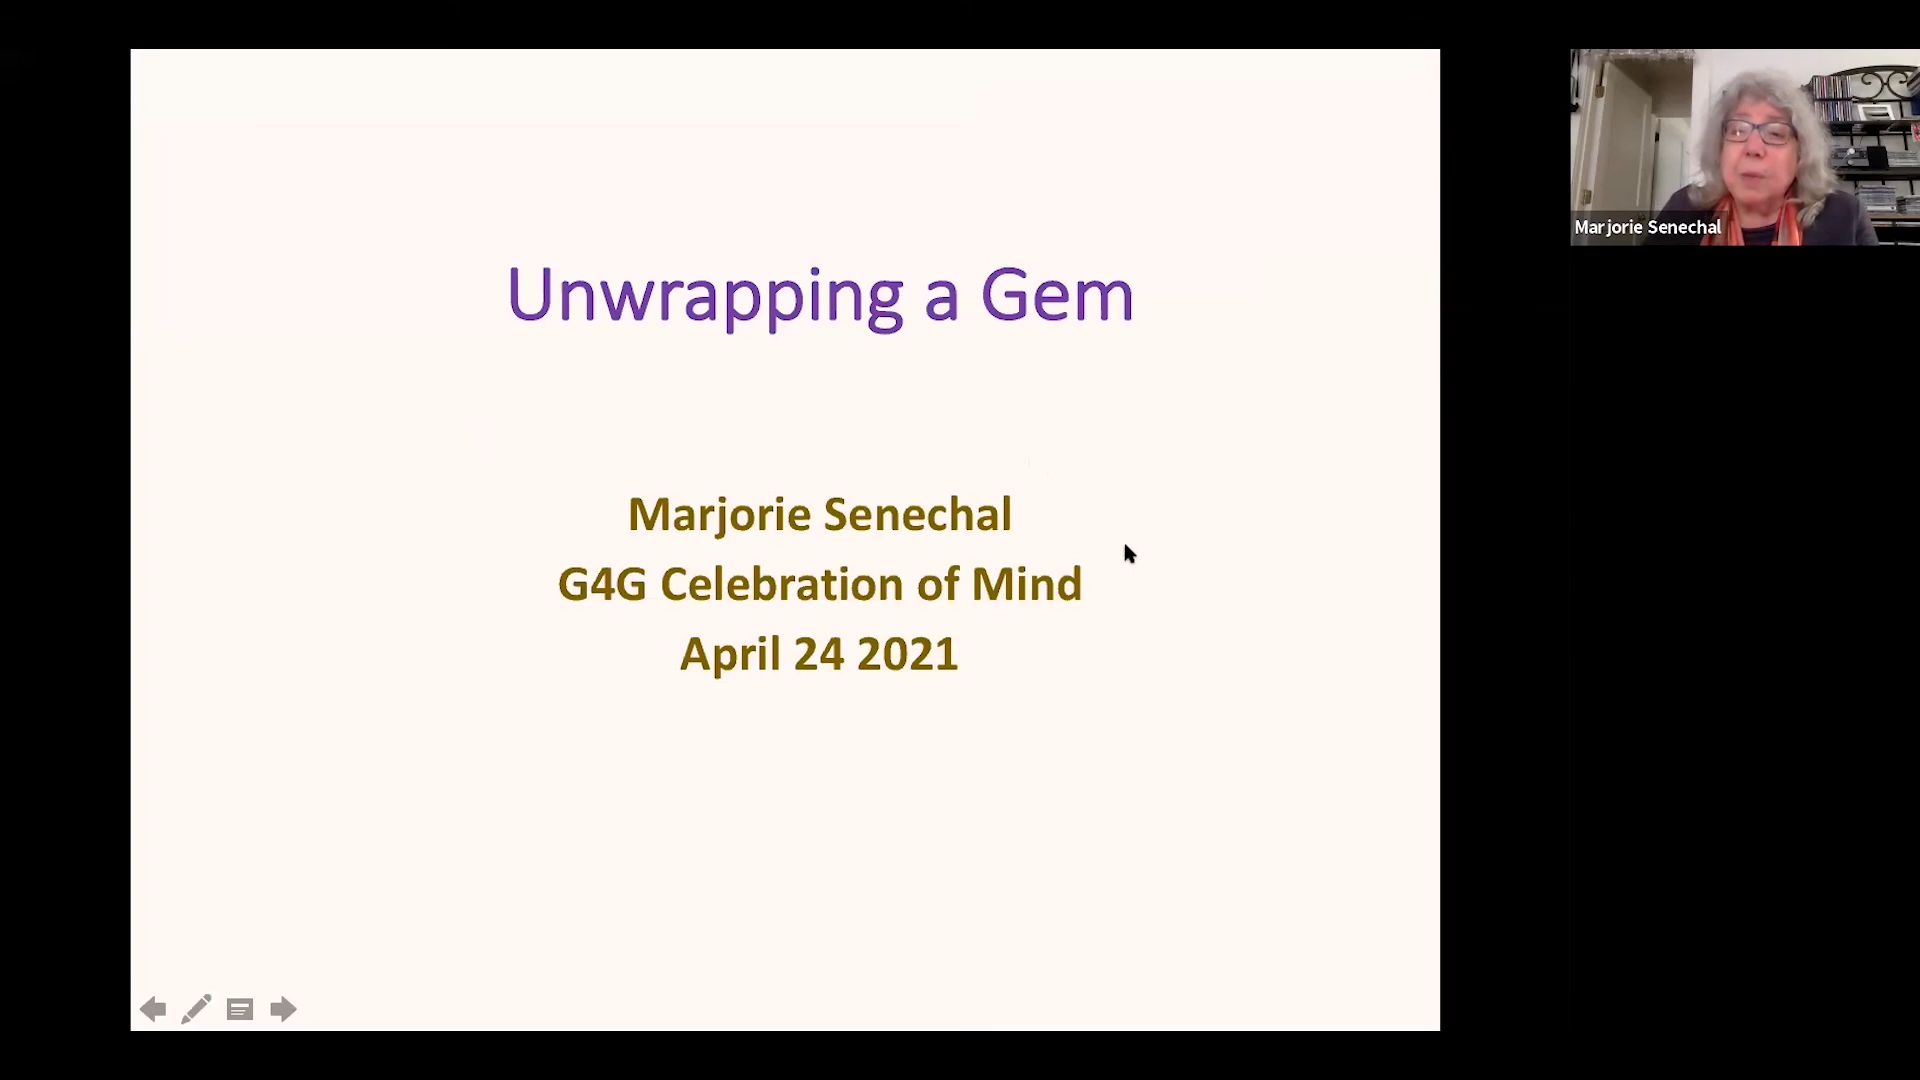 Unwrapping a Gem
Marjorie Senechal
G4G Celebration of Mind
April 24 2021
Marjorie Senechal